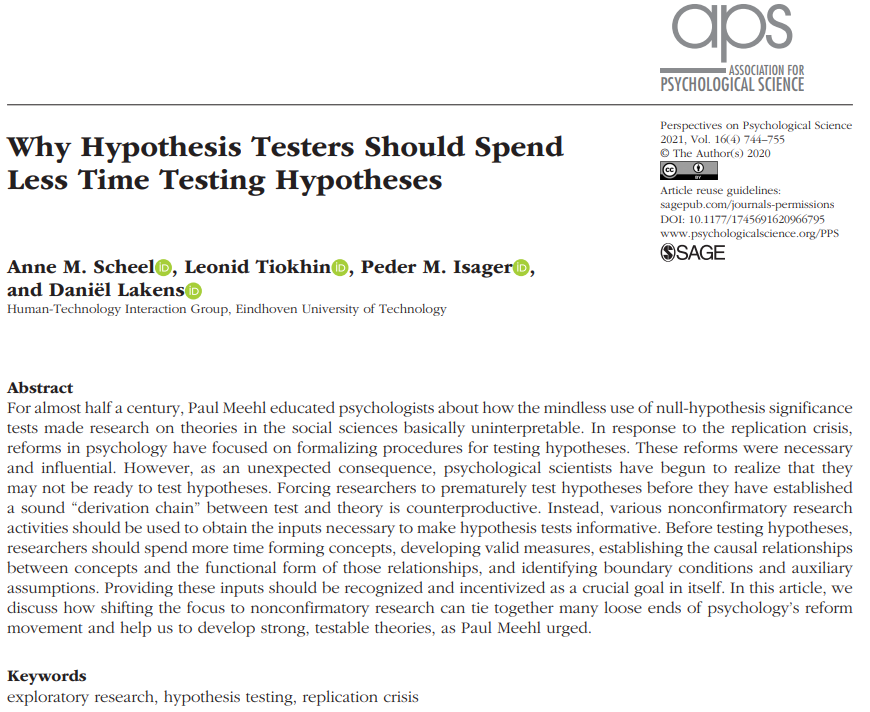 aps
ASSOCIATION FOR
PSYCHOLOGICAL SCIENCE
Why Hypothesis Testers Should Spend
Less Time Testing Hypotheses
Perspectives on Psychological Science
2021, Vol. 16(4) 744–755
© The Author(s) 2020
cc BY
Article reuse guidelines:
sagepub.com/journals-permissions
DOI: 10.1177/1745691620966795
www.psychologicalscience.org/PPS
SAGE
Anne M. Scheel iD, Leonid Tiokhin iD, Peder M. Isager iD,
and Daniël Lakens iD
Human-Technology Interaction Group, Eindhoven University of Technology
Abstract
For almost half a century, Paul Meehl educated psychologists about how the mindless use of null-hypothesis significance
tests made research on theories in the social sciences basically uninterpretable. In response to the replication crisis,
reforms in psychology have focused on formalizing procedures for testing hypotheses. These reforms were necessary
and influential. However, as an unexpected consequence, psychological scientists have begun to realize that they
may not be ready to test hypotheses. Forcing researchers to prematurely test hypotheses before they have established
a sound “derivation chain” between test and theory is counterproductive. Instead, various nonconfirmatory research
activities should be used to obtain the inputs necessary to make hypothesis tests informative. Before testing hypotheses,
researchers should spend more time forming concepts, developing valid measures, establishing the causal relationships
between concepts and the functional form of those relationships, and identifying boundary conditions and auxiliary
assumptions. Providing these inputs should be recognized and incentivized as a crucial goal in itself. In this article, we
discuss how shifting the focus to nonconfirmatory research can tie together many loose ends of psychology’s reform
movement and help us to develop strong, testable theories, as Paul Meehl urged.
Keywords
exploratory research, hypothesis testing, replication crisis